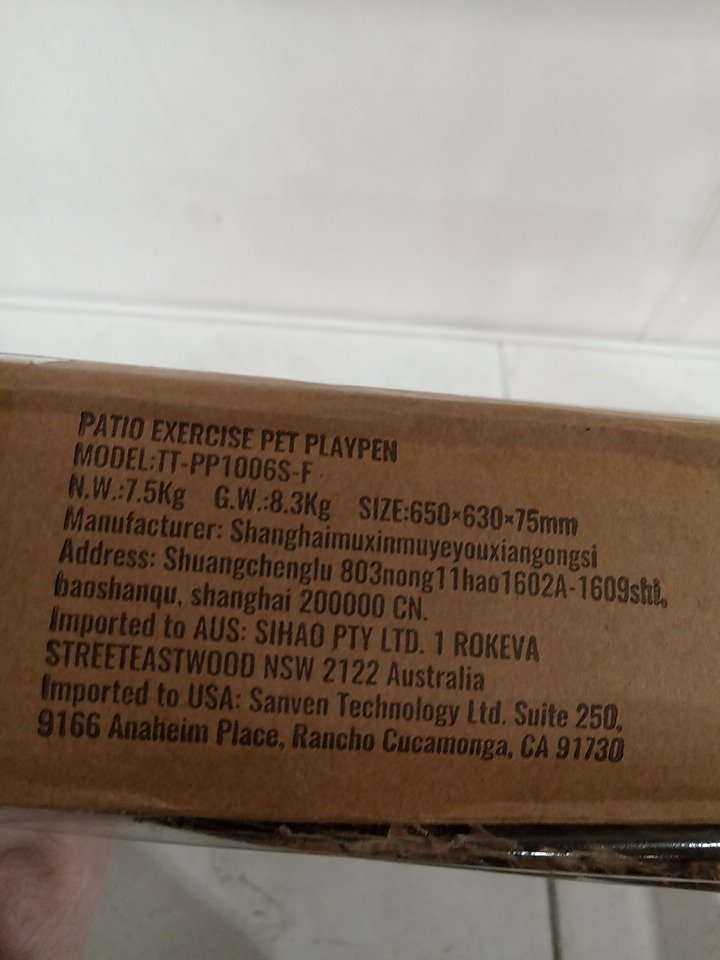 PATIO EXERCISE PET PLAYPEN
MODEL:TT-PP1006S-F
N.W.:7.5Kg G.W.:8.3Kg SIZE:650×630×75mm
Manufacturer: Shanghaimuxinmuyeyouxiangongsi
Address: Shuangchenglu 803nong11hao1602A-1609shi,
baoshanqu, shanghai 200000 CN.
Imported to AUS: SIHAO PTY LTD. 1 ROKEVA
STREETEASTWOOD NSW 2122 Australia
Imported to USA: Sanven Technology Ltd. Suite 250,
9166 Anaheim Place, Rancho Cucamonga, CA 91730